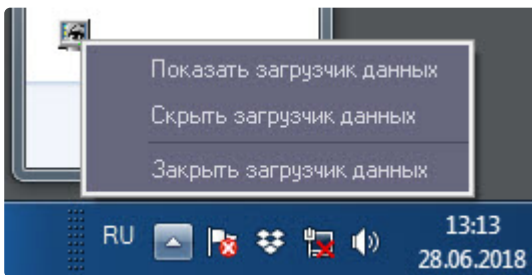 Показать загрузчик данных
Скрыть загрузчик данных
Закрыть загрузчик данных
RU
13:13
28.06.2018